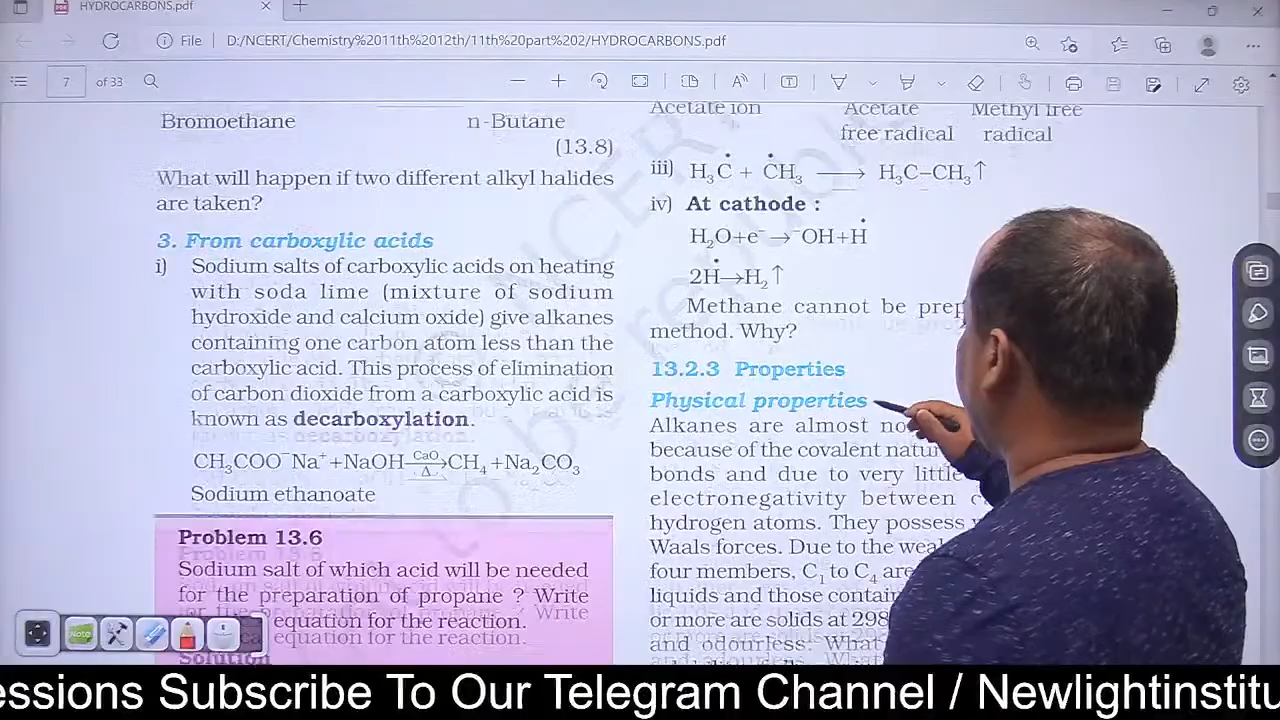 HYDROCARBONS.pdf
File
D:/NCERT/Chemistry%2011th%2012th/11th%20part%202/HYDROCARBONS.pdf
7 of 33
Bromoethane n-Butane
(13.8)
What will happen if two different alkyl halides
are taken?
3. From carboxylic acids
i) Sodium salts of carboxylic acids on heating
with soda lime (mixture of sodium
hydroxide and calcium oxide) give alkanes
containing one carbon atom less than the
carboxylic acid. This process of elimination
of carbon dioxide from a carboxylic acid is
known as decarboxylation.
CH₃COO⁻Na⁺+NaOH —CaO/Δ→ CH₄+Na₂CO₃
Sodium ethanoate
Problem 13.6
Sodium salt of which acid will be needed
for the preparation of propane ? Write
equation for the reaction.
Solution
Acetate ion Acetate Methyl free
free radical radical
iii) H₃Ċ + ĊH₃ ⟶ H₃C−CH₃↑
iv) At cathode :
H₂O+e⁻→⁻OH+Ḣ
2Ḣ→H₂↑
Methane cannot be prep
method. Why?
13.2.3 Properties
Physical properties
Alkanes are almost no
because of the covalent natur
bonds and due to very little
electronegativity between
hydrogen atoms. They possess
Waals forces. Due to the wea
four members, C₁ to C₄ are
liquids and those contain
or more are solids at 298
and odourless. What
Note
essions Subscribe To Our Telegram Channel / Newlightinstitu